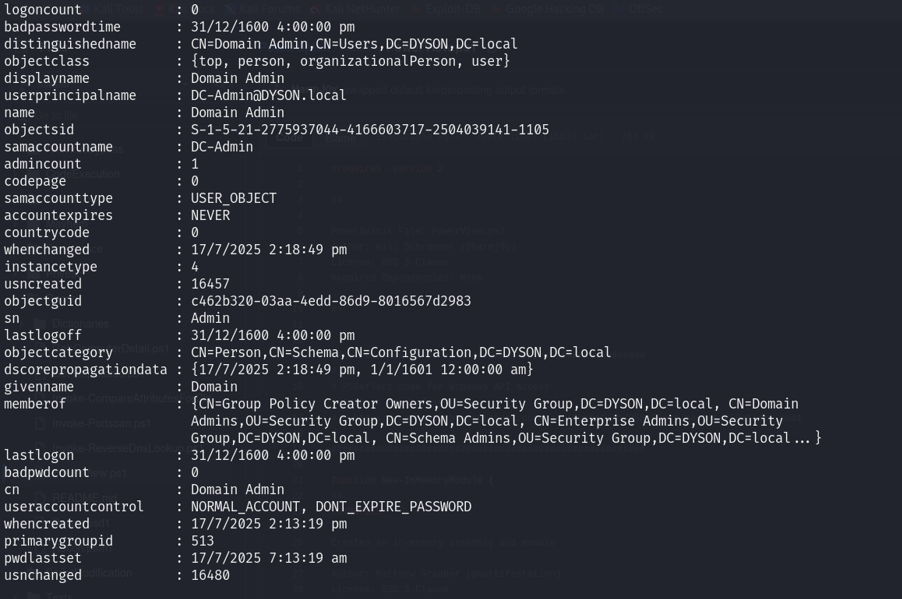 logoncount : 0
badpasswordtime : 31/12/1600 4:00:00 pm
distinguishedname : CN=Domain Admin,CN=Users,DC=DYSON,DC=local
objectclass : {top, person, organizationalPerson, user}
displayname : Domain Admin
userprincipalname : DC-Admin@DYSON.local
name : Domain Admin
objectsid : S-1-5-21-2775937044-4166603717-2504039141-1105
samaccountname : DC-Admin
admincount : 1
codepage : 0
samaccounttype : USER_OBJECT
accountexpires : NEVER
countrycode : 0
whenchanged : 17/7/2025 2:18:49 pm
instancetype : 4
usncreated : 16457
objectguid : c462b320-03aa-4edd-86d9-8016567d2983
sn : Admin
lastlogoff : 31/12/1600 4:00:00 pm
objectcategory : CN=Person,CN=Schema,CN=Configuration,DC=DYSON,DC=local
dscorepropagationdata : {17/7/2025 2:18:49 pm, 1/1/1601 12:00:00 am}
givenname : Domain
memberof : {CN=Group Policy Creator Owners,OU=Security Group,DC=DYSON,DC=local, CN=Domain
Admins,OU=Security Group,DC=DYSON,DC=local, CN=Enterprise Admins,OU=Security
Group,DC=DYSON,DC=local, CN=Schema Admins,OU=Security Group,DC=DYSON,DC=local...}
lastlogon : 31/12/1600 4:00:00 pm
badpwdcount : 0
cn : Domain Admin
useraccountcontrol : NORMAL_ACCOUNT, DONT_EXPIRE_PASSWORD
whencreated : 17/7/2025 2:13:19 pm
primarygroupid : 513
pwdlastset : 17/7/2025 7:13:19 am
usnchanged : 16480